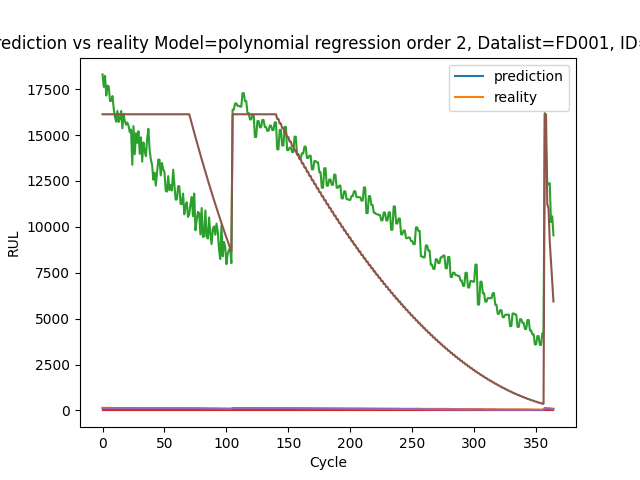 rediction vs reality Model=polynomial regression order 2, Datalist=FD001, ID=
17500
15000
12500
10000
7500
5000
2500
0
RUL
prediction
reality
0 50 100 150 200 250 300 350
Cycle